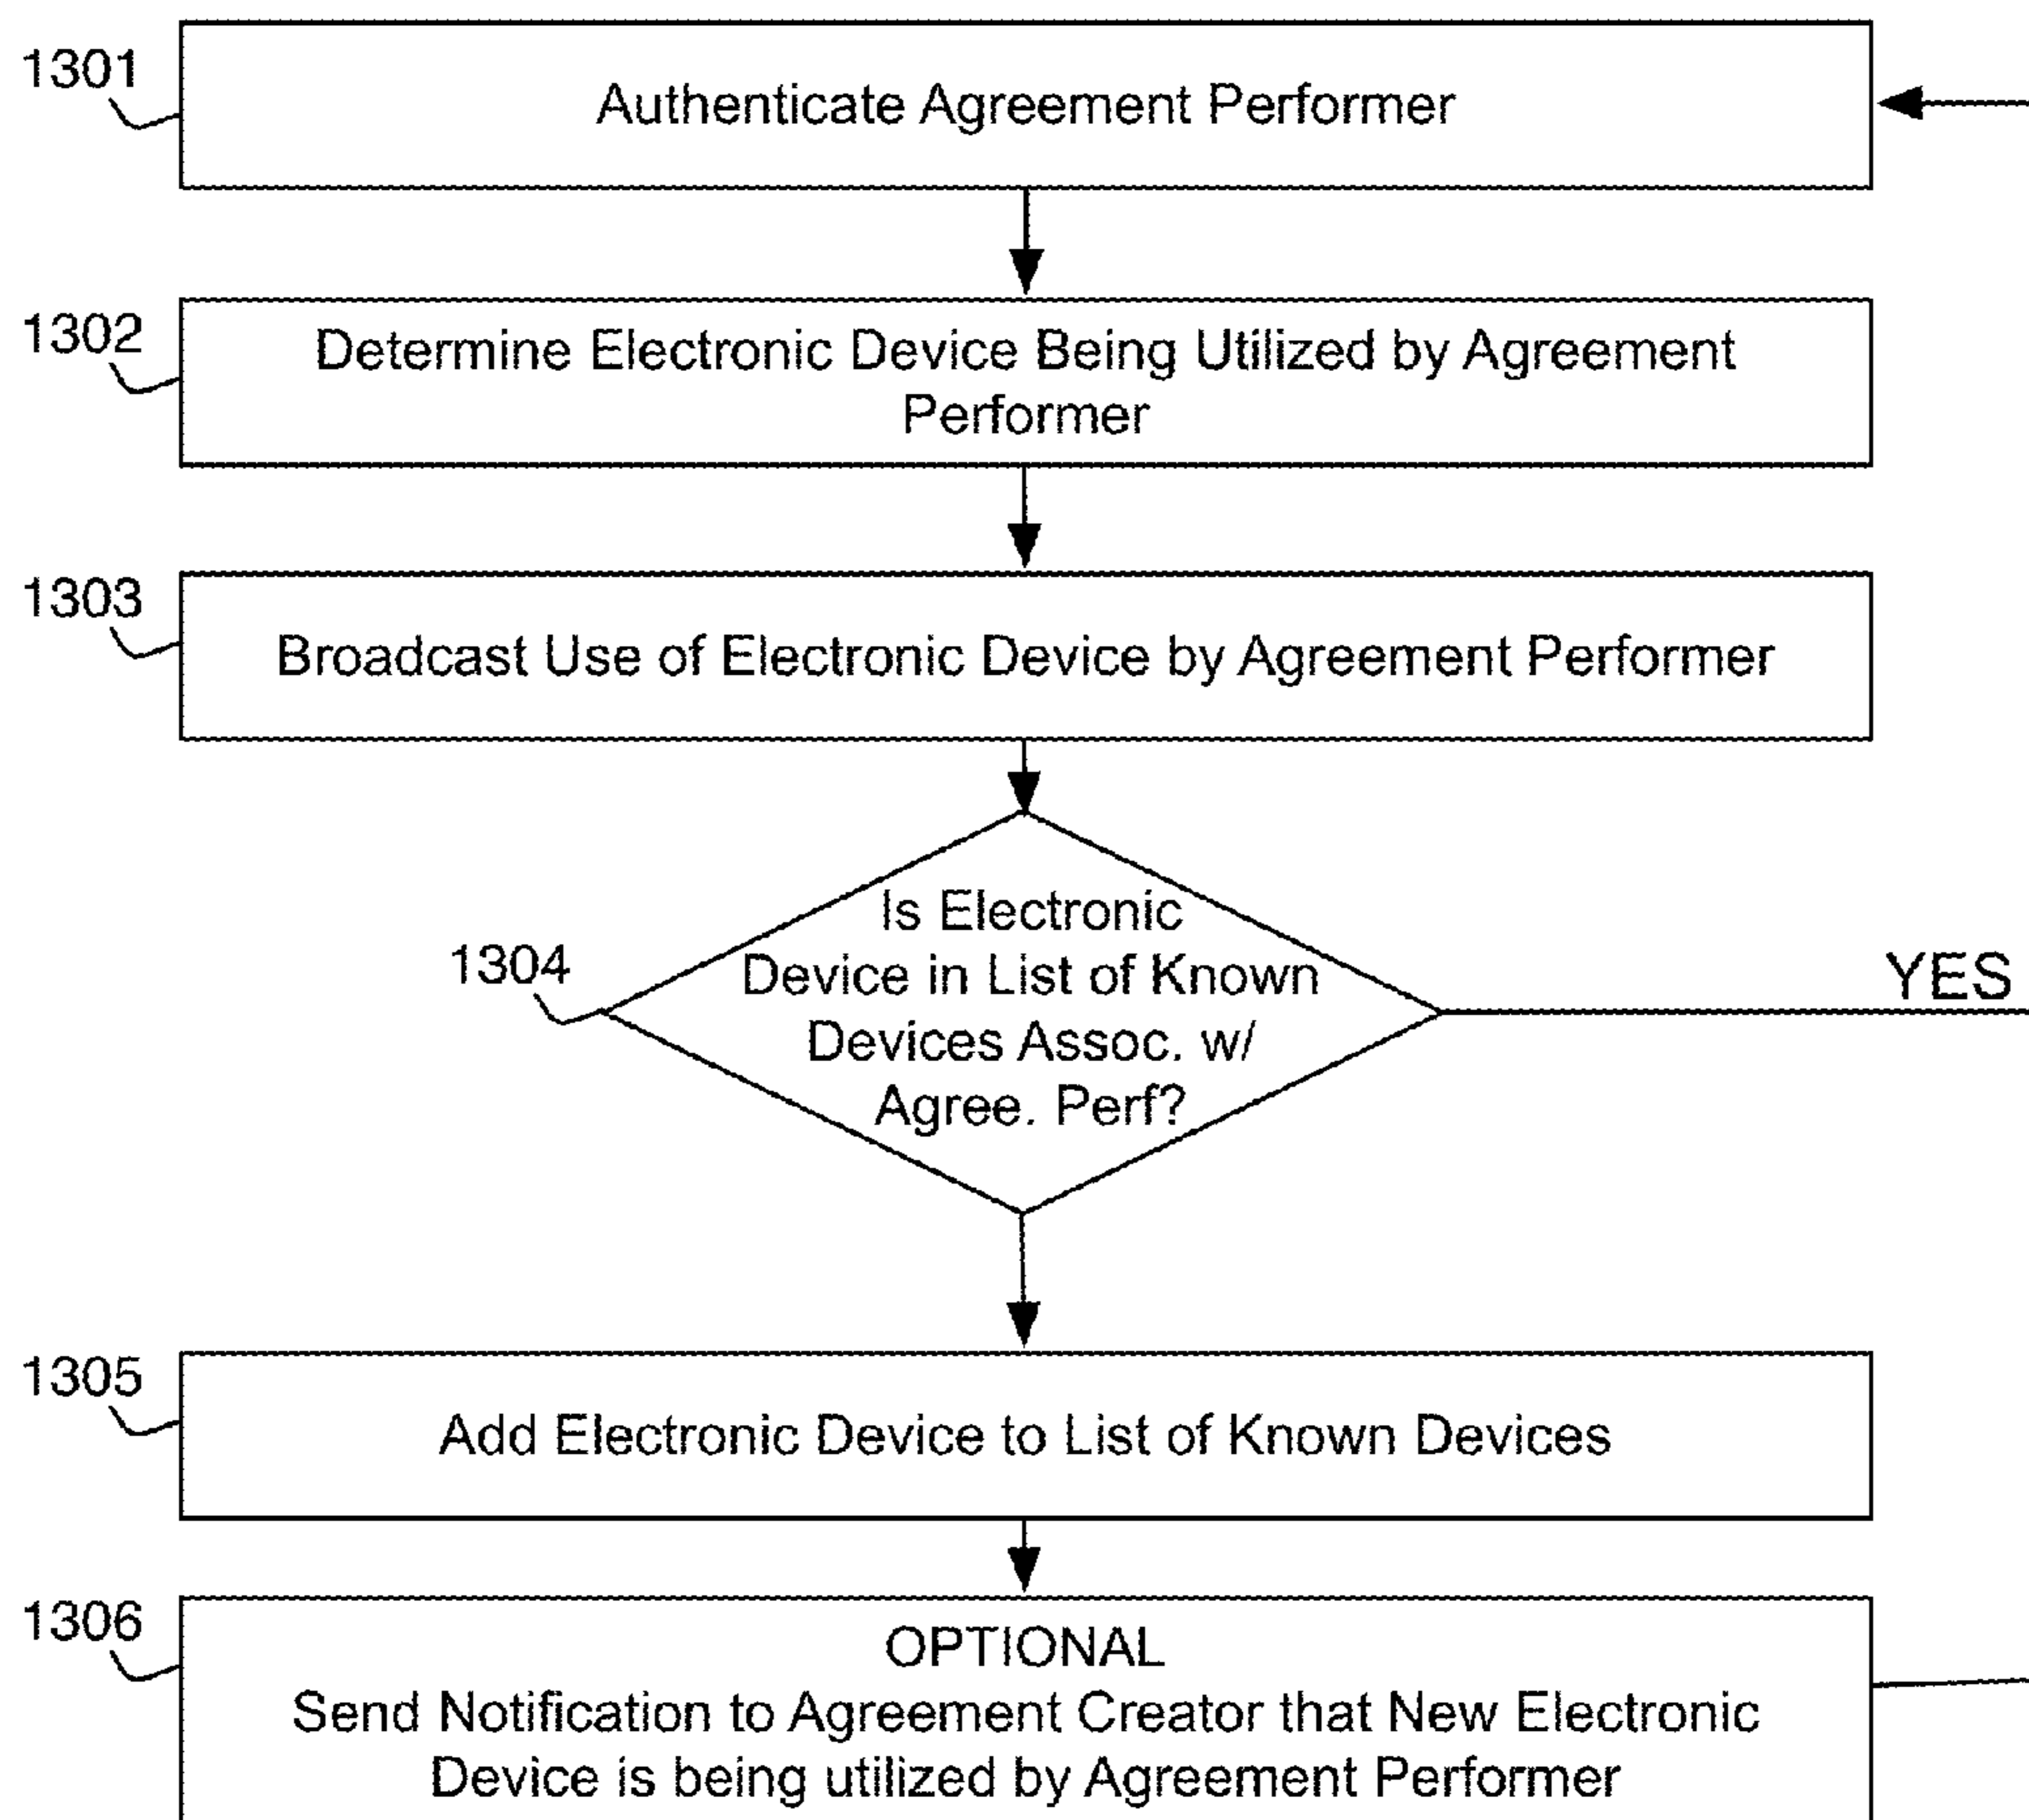 1301
Authenticate Agreement Performer
1302
Determine Electronic Device Being Utilized by Agreement
Performer
1303
Broadcast Use of Electronic Device by Agreement Performer
1304
Is Electronic
Device in List of Known
Devices Assoc. w/
Agree. Perf?
YES
1305
Add Electronic Device to List of Known Devices
1306
OPTIONAL
Send Notification to Agreement Creator that New Electronic
Device is being utilized by Agreement Performer